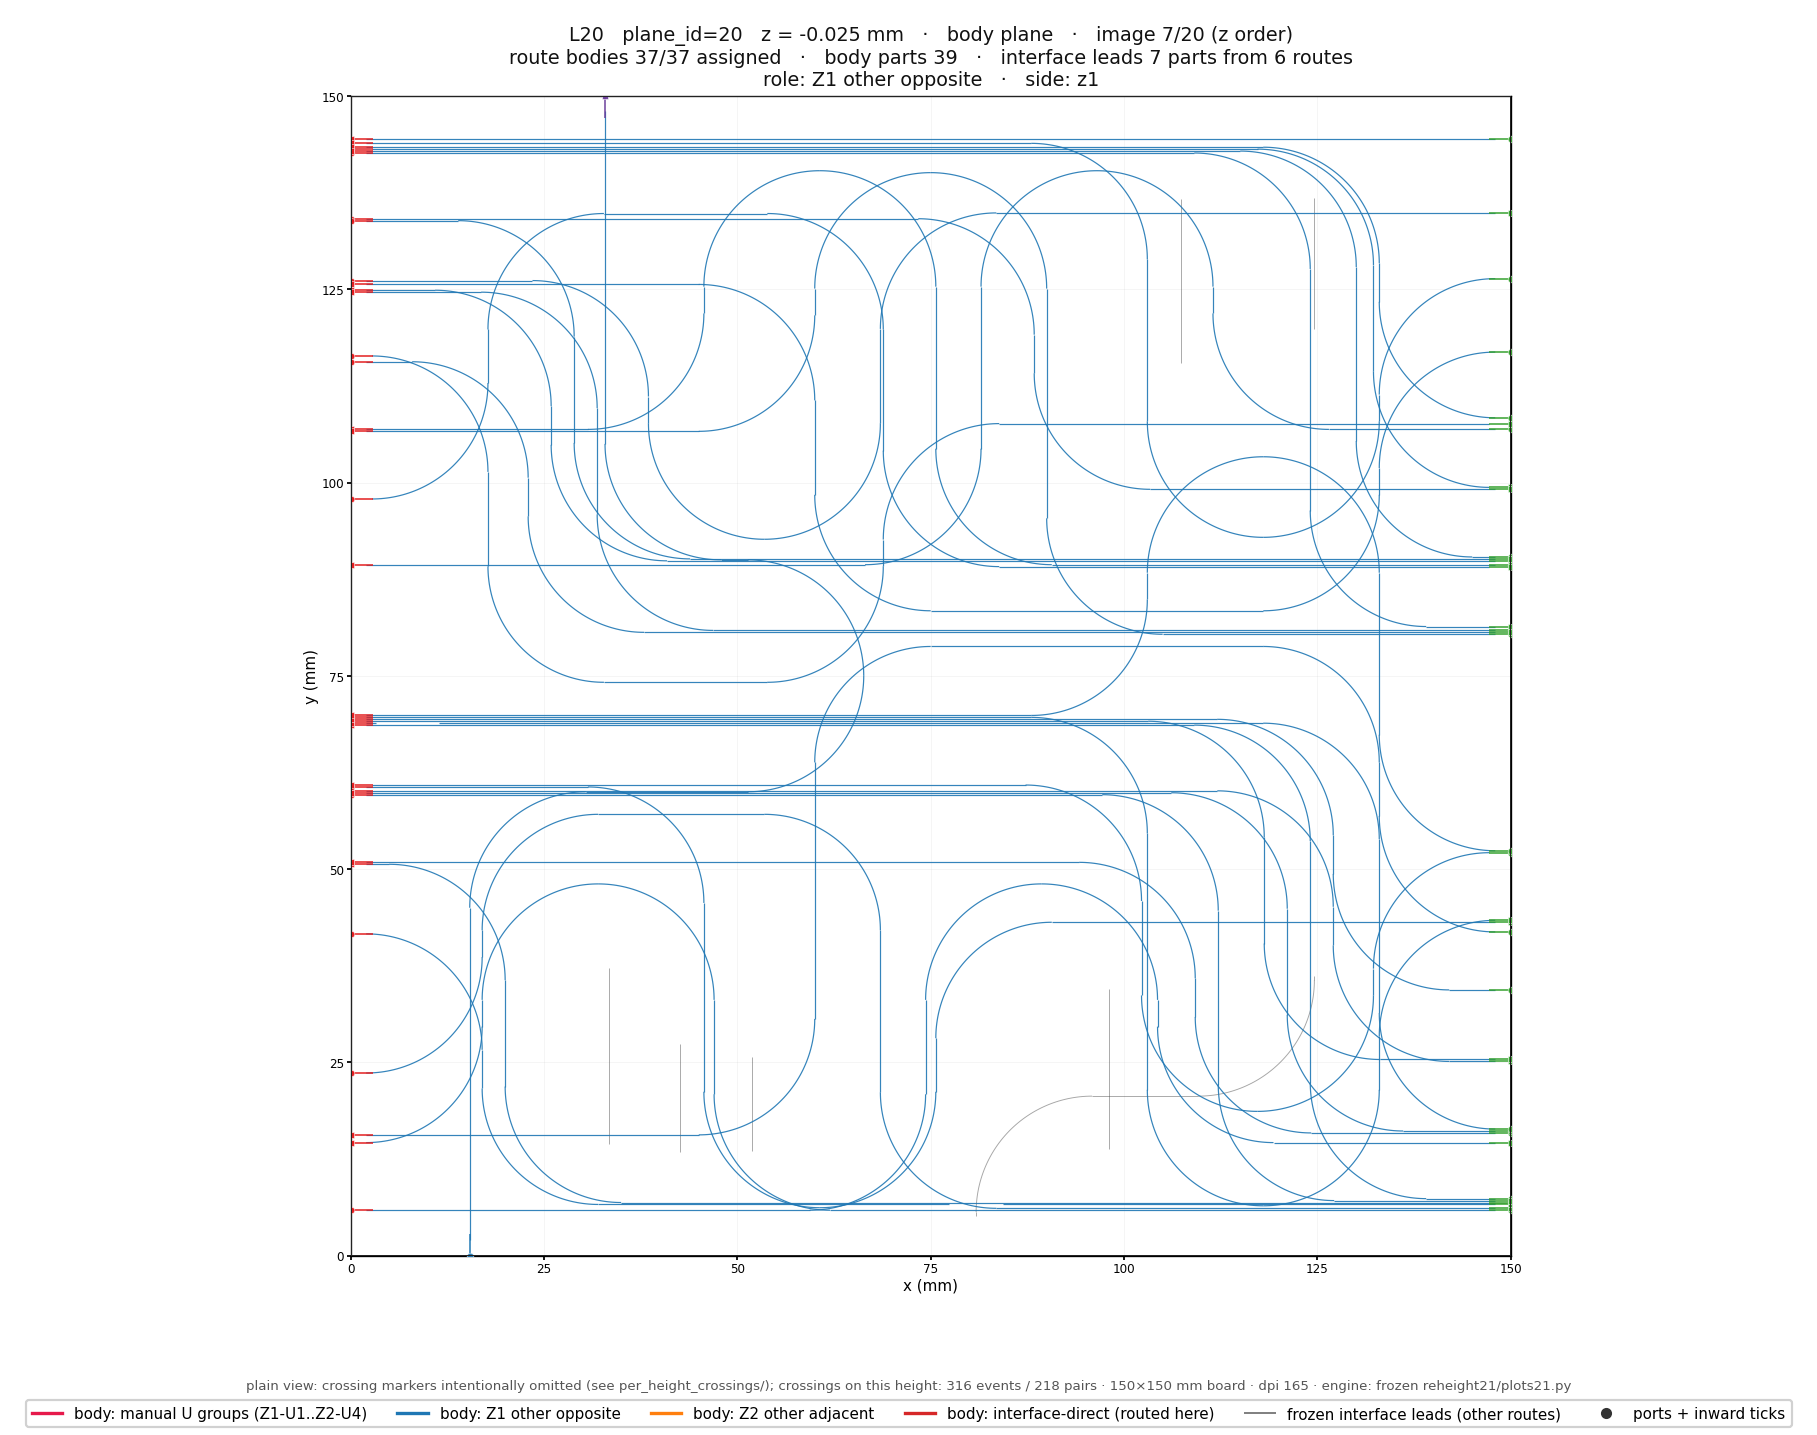 L20   plane_id=20   z = -0.025 mm   ·   body plane   ·   image 7/20 (z order)
route bodies 37/37 assigned   ·   body parts 39   ·   interface leads 7 parts from 6 routes
role: Z1 other opposite   ·   side: z1
150
125
100
75
50
25
0
y (mm)
0 25 50 75 100 125 150
x (mm)
plain view: crossing markers intentionally omitted (see per_height_crossings/); crossings on this height: 316 events / 218 pairs · 150×150 mm board · dpi 165 · engine: frozen reheight21/plots21.py
body: manual U groups (Z1-U1..Z2-U4) body: Z1 other opposite body: Z2 other adjacent body: interface-direct (routed here) frozen interface leads (other routes) ports + inward ticks